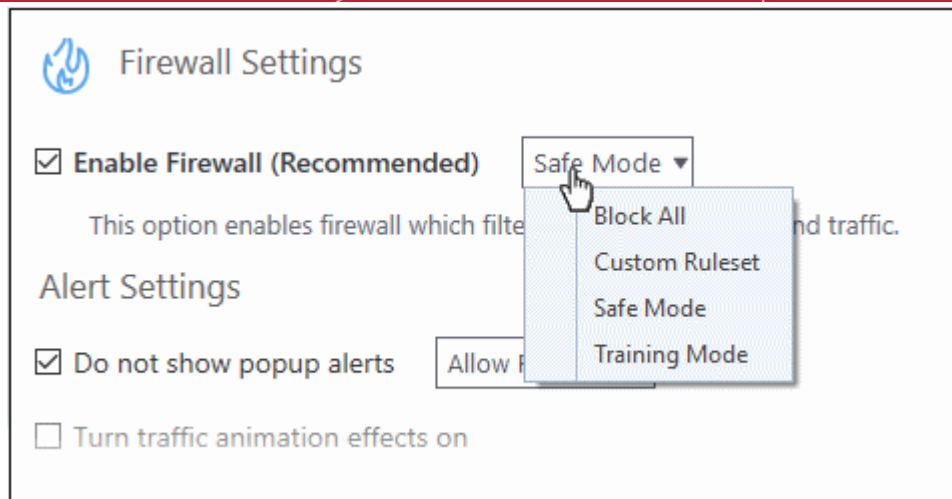 Firewall Settings
Enable Firewall (Recommended) Safe Mode
Block All
This option enables firewall which filte nd traffic.
Custom Ruleset
Alert Settings
Safe Mode
Training Mode
Do not show popup alerts Allow
Turn traffic animation effects on